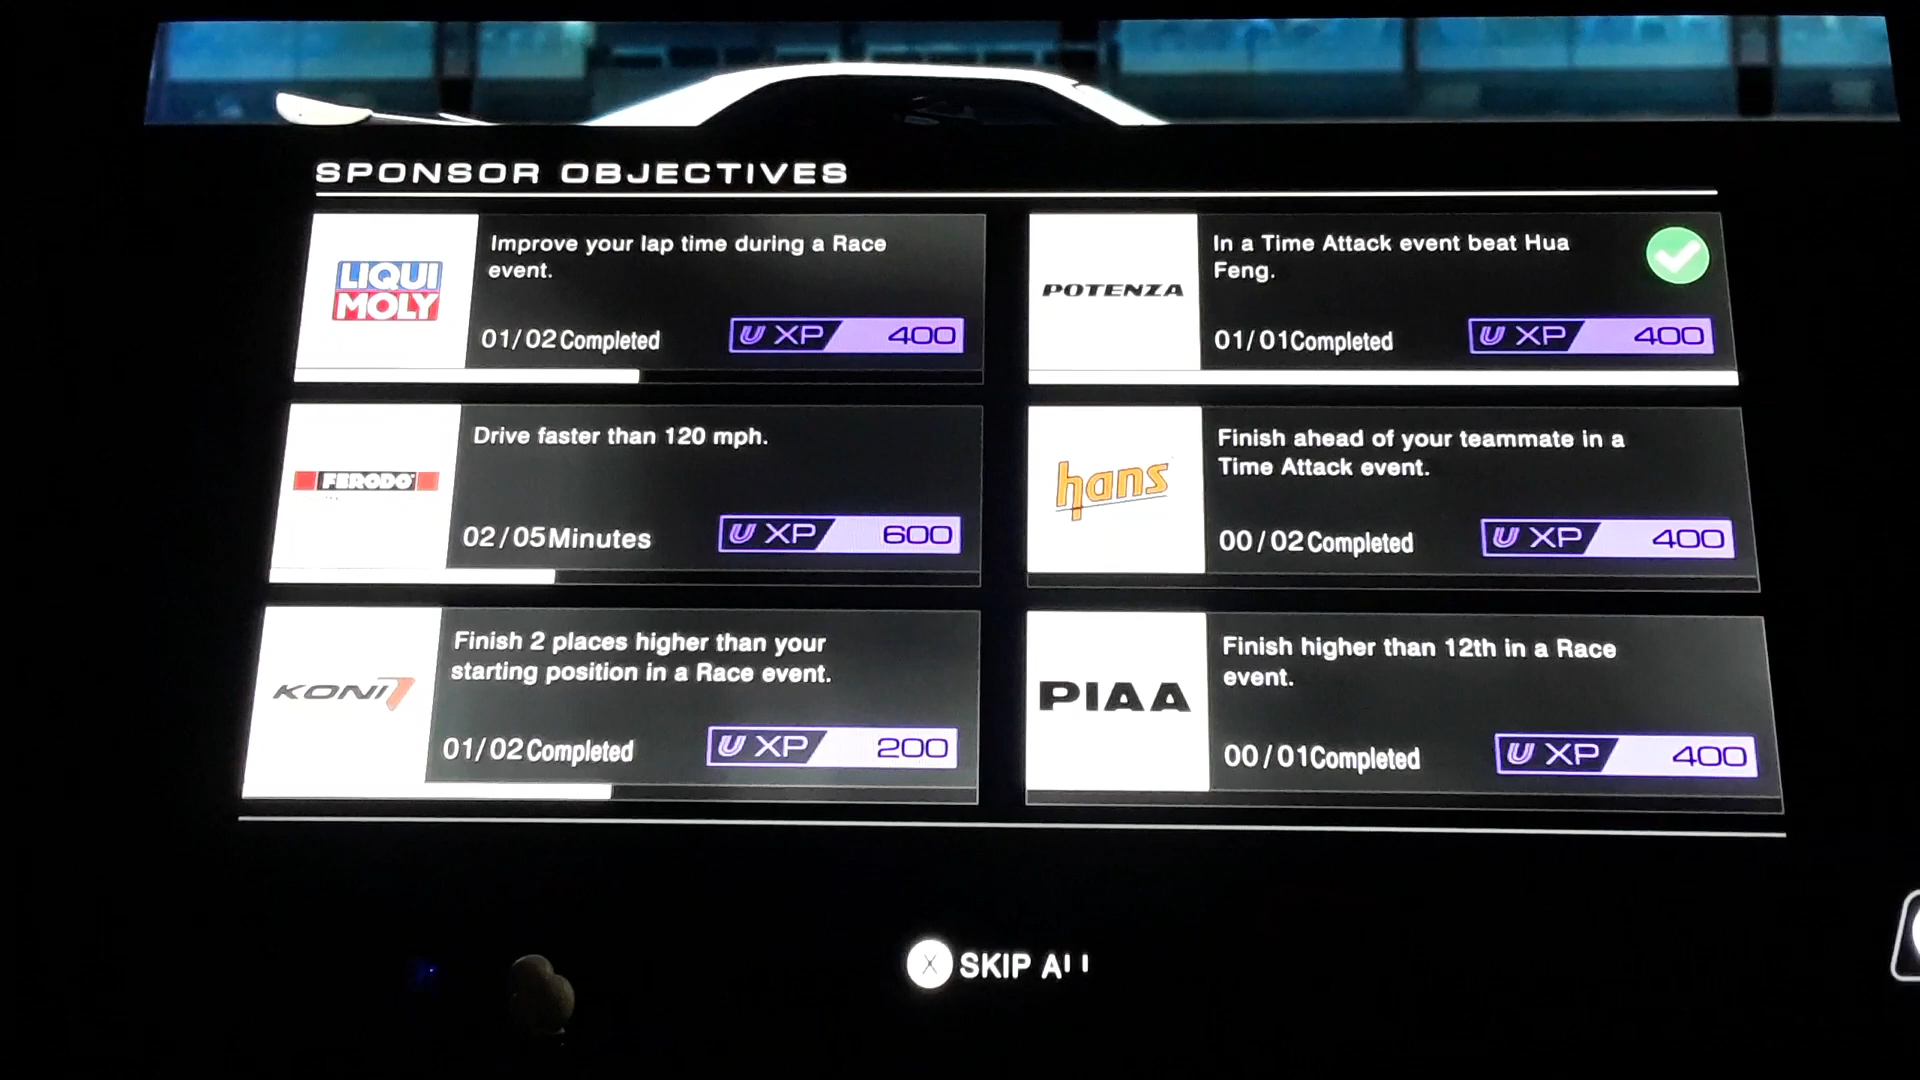 SPONSOR OBJECTIVES
LIQUI
MOLY
Improve your lap time during a Race
event.
01/02 Completed
U XP 400
POTENZA
In a Time Attack event beat Hua
Feng.
01/01 Completed
U XP 400
FERODO
Drive faster than 120 mph.
02/05 Minutes
U XP 600
hans
Finish ahead of your teammate in a
Time Attack event.
00/02 Completed
U XP 400
KONI
Finish 2 places higher than your
starting position in a Race event.
01/02 Completed
U XP 200
PIAA
Finish higher than 12th in a Race
event.
00/01 Completed
U XP 400
X SKIP ALL